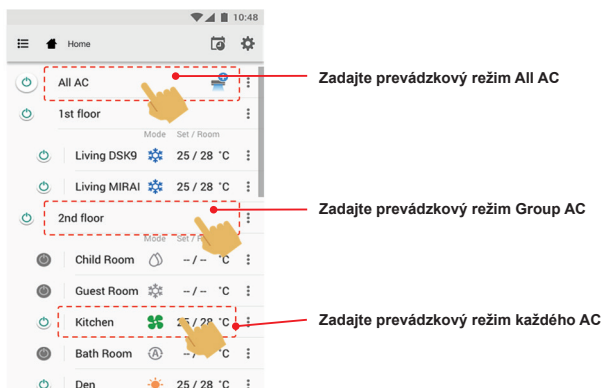 10:48
Home
All AC
Zadajte prevádzkový režim All AC
1st floor
Mode Set / Room
Living DSK9 25 / 28 °C
Living MIRAI 25 / 28 °C
Zadajte prevádzkový režim Group AC
2nd floor
Mode Set /
Child Room -- / -- °C
Guest Room -- / -- °C
Zadajte prevádzkový režim každého AC
Kitchen 25 / 28 °C
Bath Room A -- / -- °C
Den 25 / 28 °C